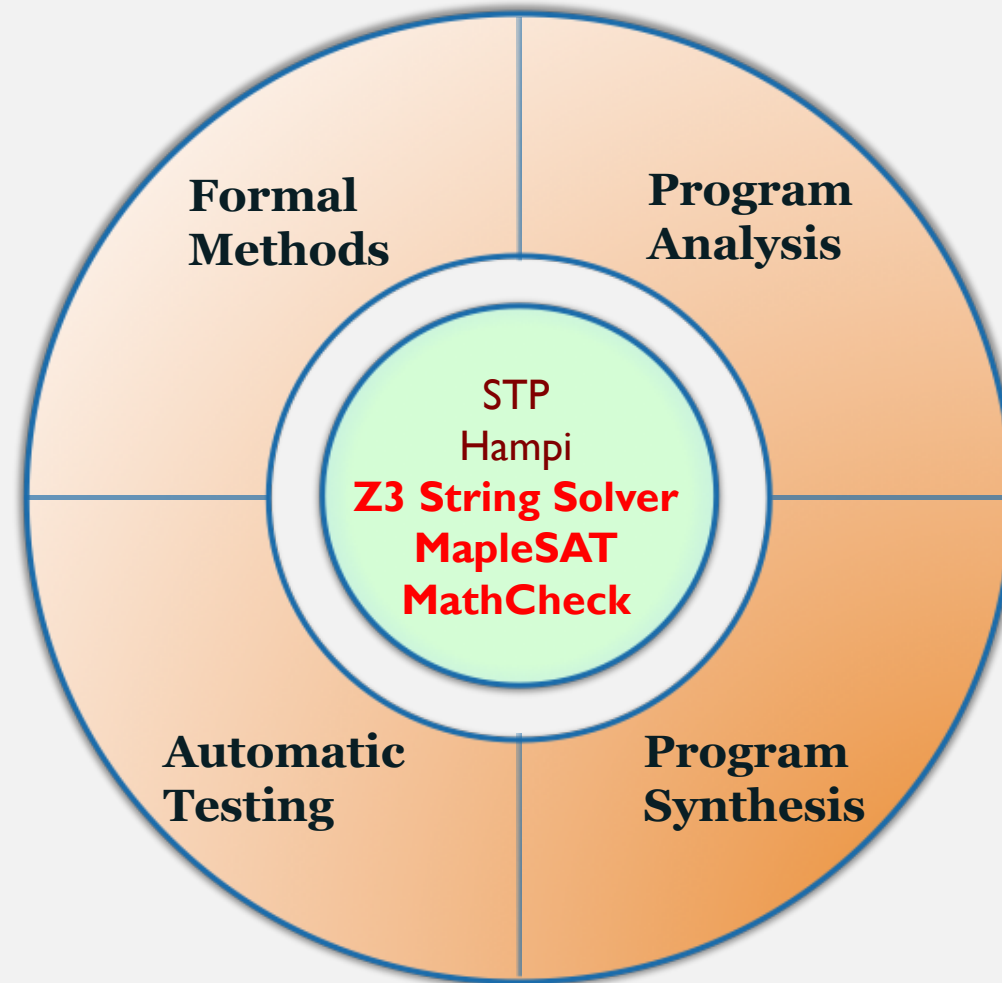 Formal
Methods
Program
Analysis
STP
Hampi
Z3 String Solver
MapleSAT
MathCheck
Automatic
Testing
Program
Synthesis